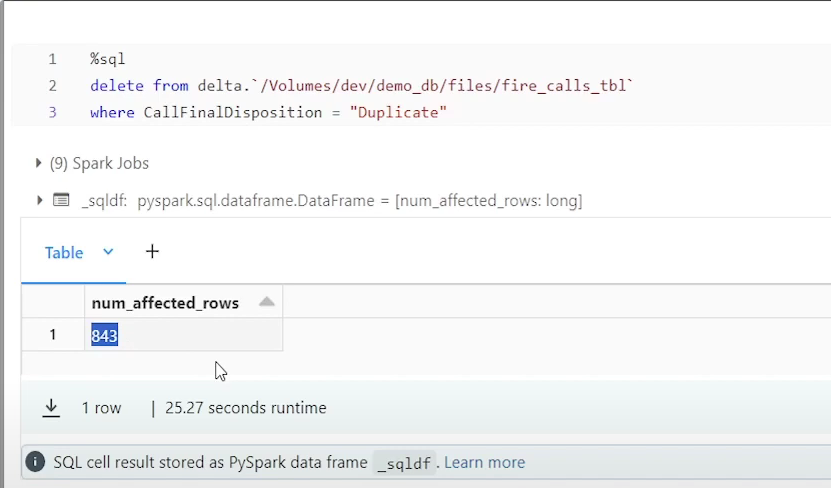 1 %sql
2 delete from delta.`/Volumes/dev/demo_db/files/fire_calls_tbl`
3 where CallFinalDisposition = "Duplicate"
(9) Spark Jobs
_sqldf: pyspark.sql.dataframe.DataFrame = [num_affected_rows: long]
Table +
num_affected_rows
1 843
1 row | 25.27 seconds runtime
SQL cell result stored as PySpark data frame _sqldf. Learn more